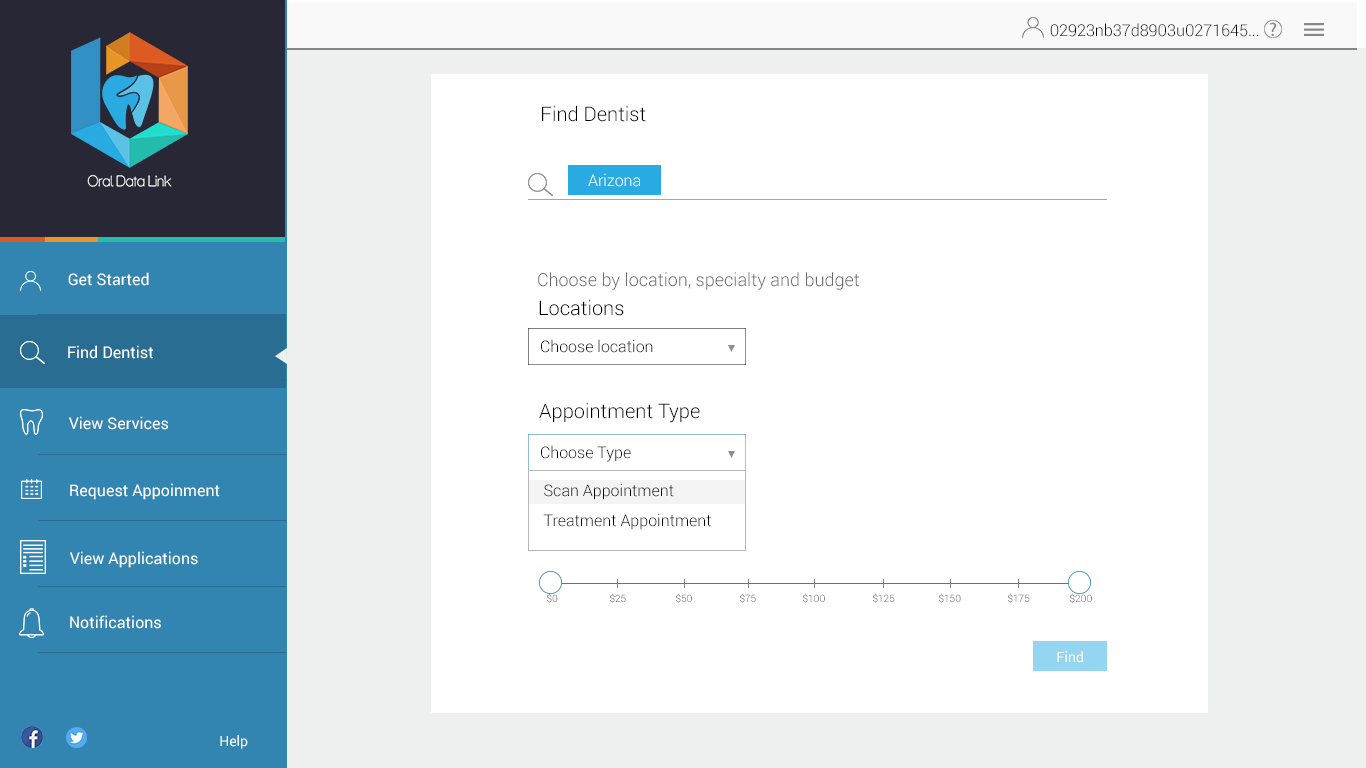 Oral Data Link
02923nb37d8903u0271645...
?
Get Started
Find Dentist
View Services
Request Appoinment
View Applications
Notifications
Help
Find Dentist
Arizona
Choose by location, specialty and budget
Locations
Choose location
Appointment Type
Choose Type
Scan Appointment
Treatment Appointment
$0 $25 $50 $75 $100 $125 $150 $175 $200
Find